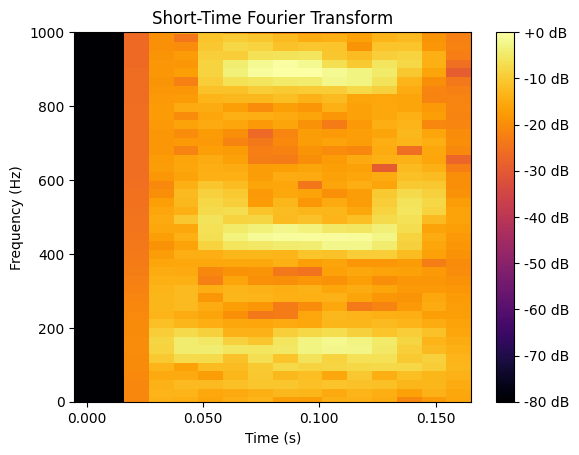 Short-Time Fourier Transform
1000
800
600
400
200
0
Frequency (Hz)
0.000
0.050
0.100
0.150
Time (s)
+0 dB
-10 dB
-20 dB
-30 dB
-40 dB
-50 dB
-60 dB
-70 dB
-80 dB